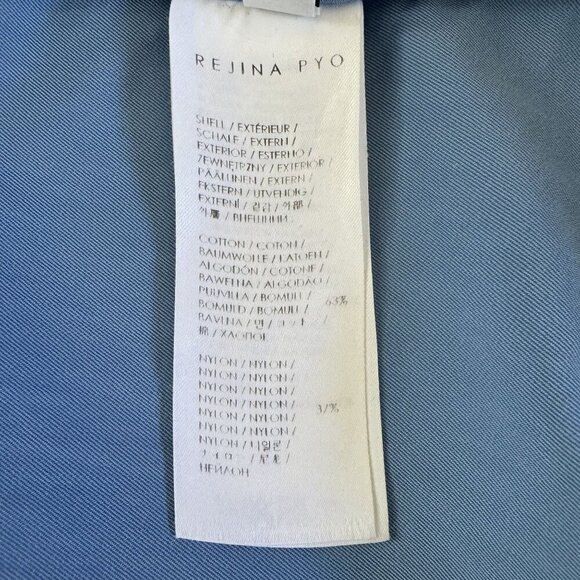 REJINA PYO
SHELL / EXTÉRIEUR /
SCHALE / EXTERN /
EXTERIOR / ESTERNO /
ZEWNĘTRZNY / EXTERIOR /
PÄÄLLINEN / EXTERN /
EKSTERN / UTVENDIG /
EXTERNÍ / 겉감 / 外部 /
外層 / ВНЕШНИЙ
COTTON / COTON /
BAUMWOLLE / KATOEN /
ALGODÓN / COTONE /
BAWEŁNA / ALGODÃO /
PUUVILLA / BOMULL / 63%
BOMULD / BOMULL /
BAVLNA / 면 / コットン /
棉 / ХЛОПОК
NYLON / NYLON /
NYLON / NYLON /
NYLON / NYLON /
NYLON / NYLON / 37%
NYLON / NYLON /
NYLON / NYLON /
NYLON / 나일론 /
ナイロン / 尼龙 /
НЕЙЛОН